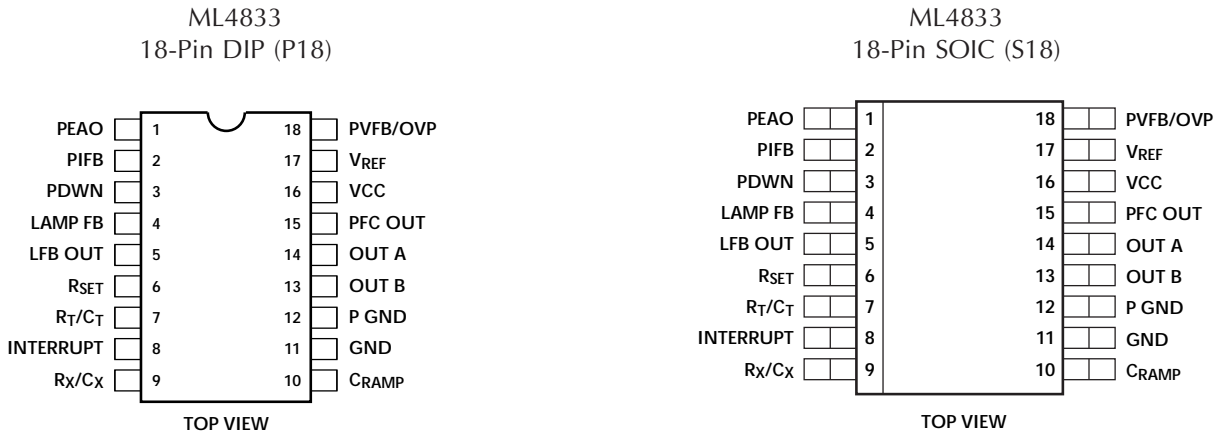 ML4833
18-Pin DIP (P18)
PEAO 1 18 PVFB/OVP
PIFB 2 17 VREF
PDWN 3 16 VCC
LAMP FB 4 15 PFC OUT
LFB OUT 5 14 OUT A
RSET 6 13 OUT B
RT/CT 7 12 P GND
INTERRUPT 8 11 GND
RX/CX 9 10 CRAMP
TOP VIEW
ML4833
18-Pin SOIC (S18)
PEAO 1 18 PVFB/OVP
PIFB 2 17 VREF
PDWN 3 16 VCC
LAMP FB 4 15 PFC OUT
LFB OUT 5 14 OUT A
RSET 6 13 OUT B
RT/CT 7 12 P GND
INTERRUPT 8 11 GND
RX/CX 9 10 CRAMP
TOP VIEW